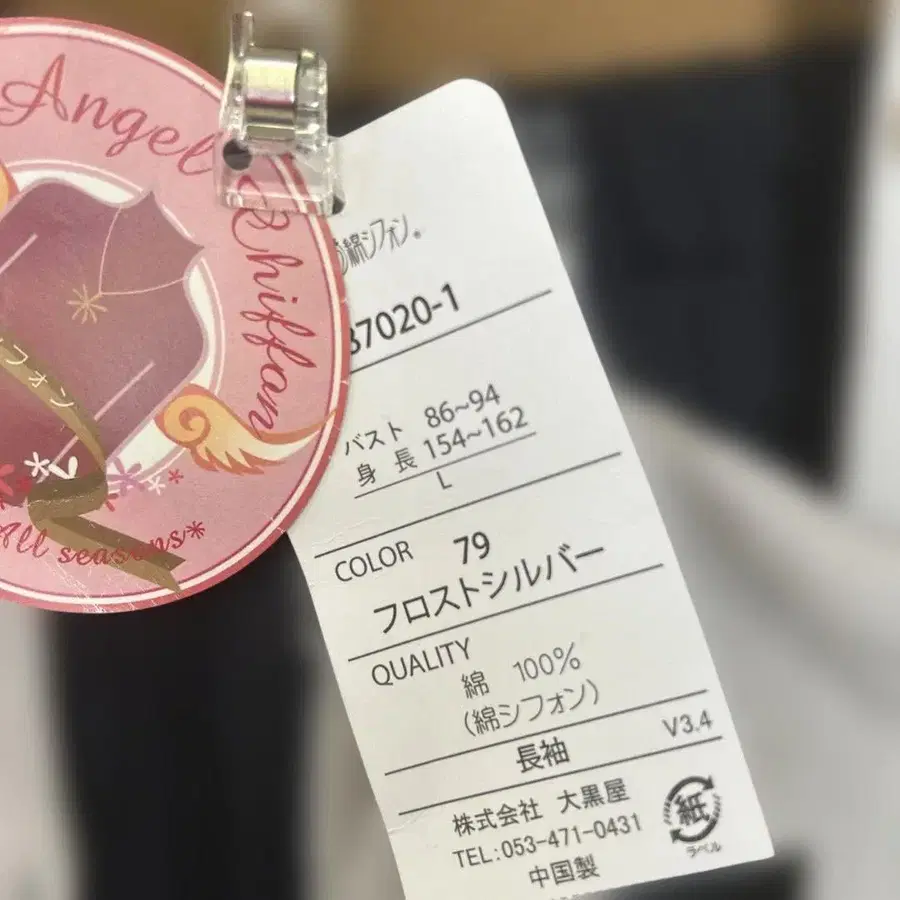 Angel Chiffon
フォン
All seasons*
綿シフォン®
37020-1
バスト 86~94
身長 154~162
L
COLOR 79
フロストシルバー
QUALITY
綿 100%
(綿シフォン)
長袖 V3.4
株式会社 大黒屋
TEL:053-471-0431
中国製
紙
ラベル